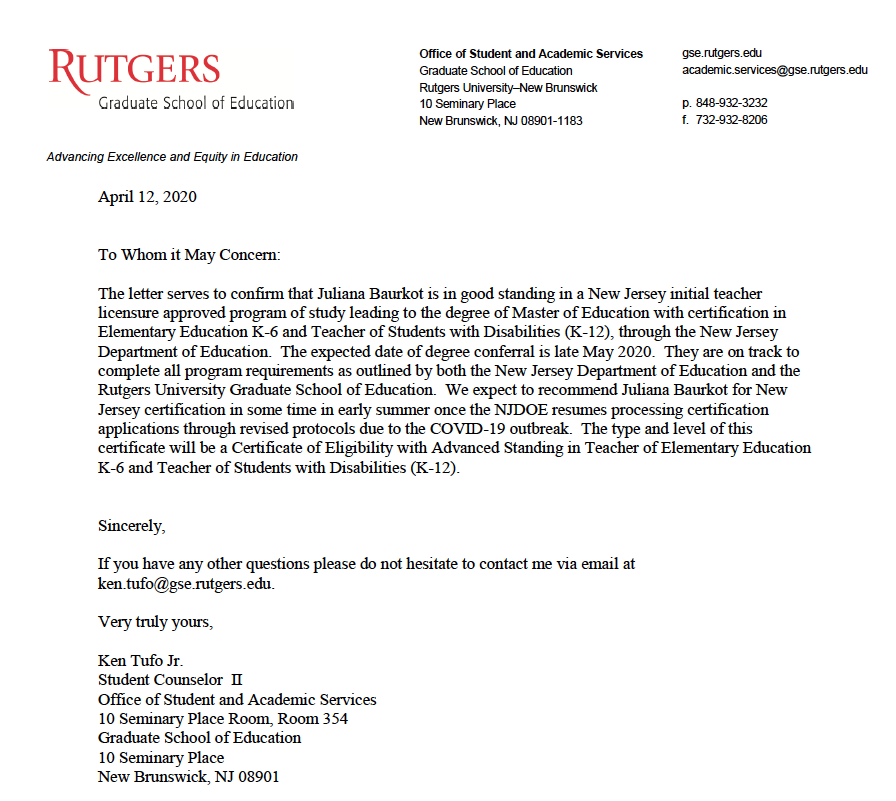 RUTGERS
Graduate School of Education
Advancing Excellence and Equity in Education
Office of Student and Academic Services
Graduate School of Education
Rutgers University–New Brunswick
10 Seminary Place
New Brunswick, NJ 08901-1183
gse.rutgers.edu
academic.services@gse.rutgers.edu
p. 848-932-3232
f. 732-932-8206
April 12, 2020
To Whom it May Concern:
The letter serves to confirm that Juliana Baurkot is in good standing in a New Jersey initial teacher
licensure approved program of study leading to the degree of Master of Education with certification in
Elementary Education K-6 and Teacher of Students with Disabilities (K-12), through the New Jersey
Department of Education. The expected date of degree conferral is late May 2020. They are on track to
complete all program requirements as outlined by both the New Jersey Department of Education and the
Rutgers University Graduate School of Education. We expect to recommend Juliana Baurkot for New
Jersey certification in some time in early summer once the NJDOE resumes processing certification
applications through revised protocols due to the COVID-19 outbreak. The type and level of this
certificate will be a Certificate of Eligibility with Advanced Standing in Teacher of Elementary Education
K-6 and Teacher of Students with Disabilities (K-12).
Sincerely,
If you have any other questions please do not hesitate to contact me via email at
ken.tufo@gse.rutgers.edu.
Very truly yours,
Ken Tufo Jr.
Student Counselor II
Office of Student and Academic Services
10 Seminary Place Room, Room 354
Graduate School of Education
10 Seminary Place
New Brunswick, NJ 08901